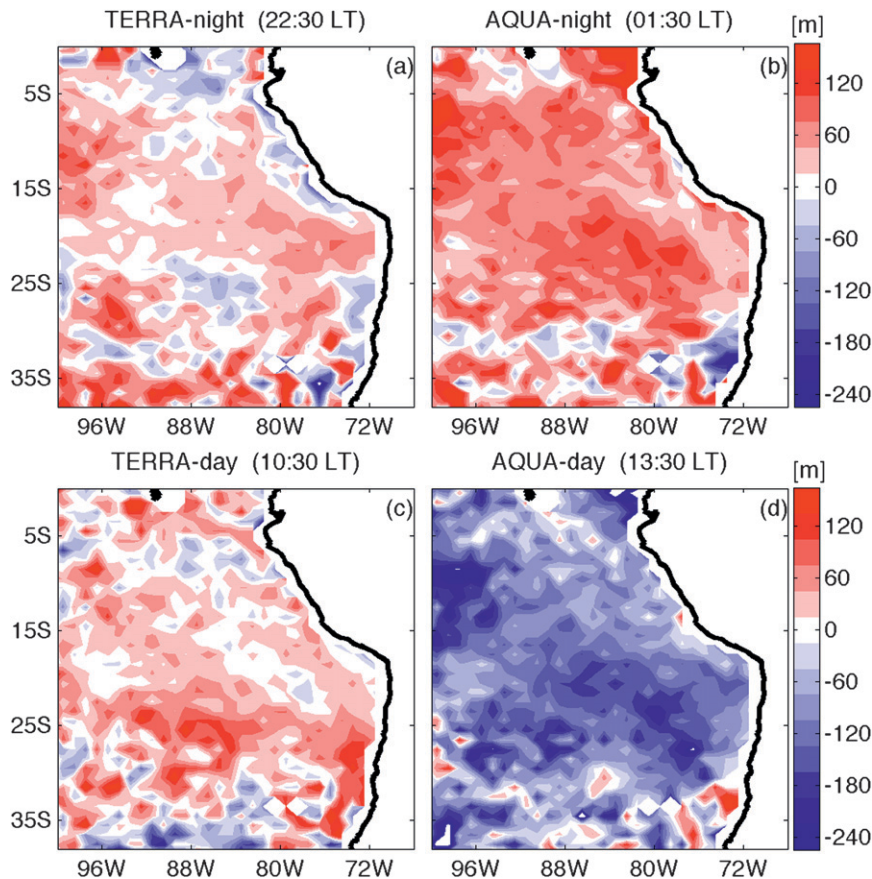 TERRA-night (22:30 LT)
AQUA-night (01:30 LT)
[m]
(a)
(b)
5S
15S
25S
35S
120
60
0
-60
-120
-180
-240
96W 88W 80W 72W
96W 88W 80W 72W
TERRA-day (10:30 LT)
AQUA-day (13:30 LT)
[m]
(c)
(d)
5S
15S
25S
35S
120
60
0
-60
-120
-180
-240
96W 88W 80W 72W
96W 88W 80W 72W